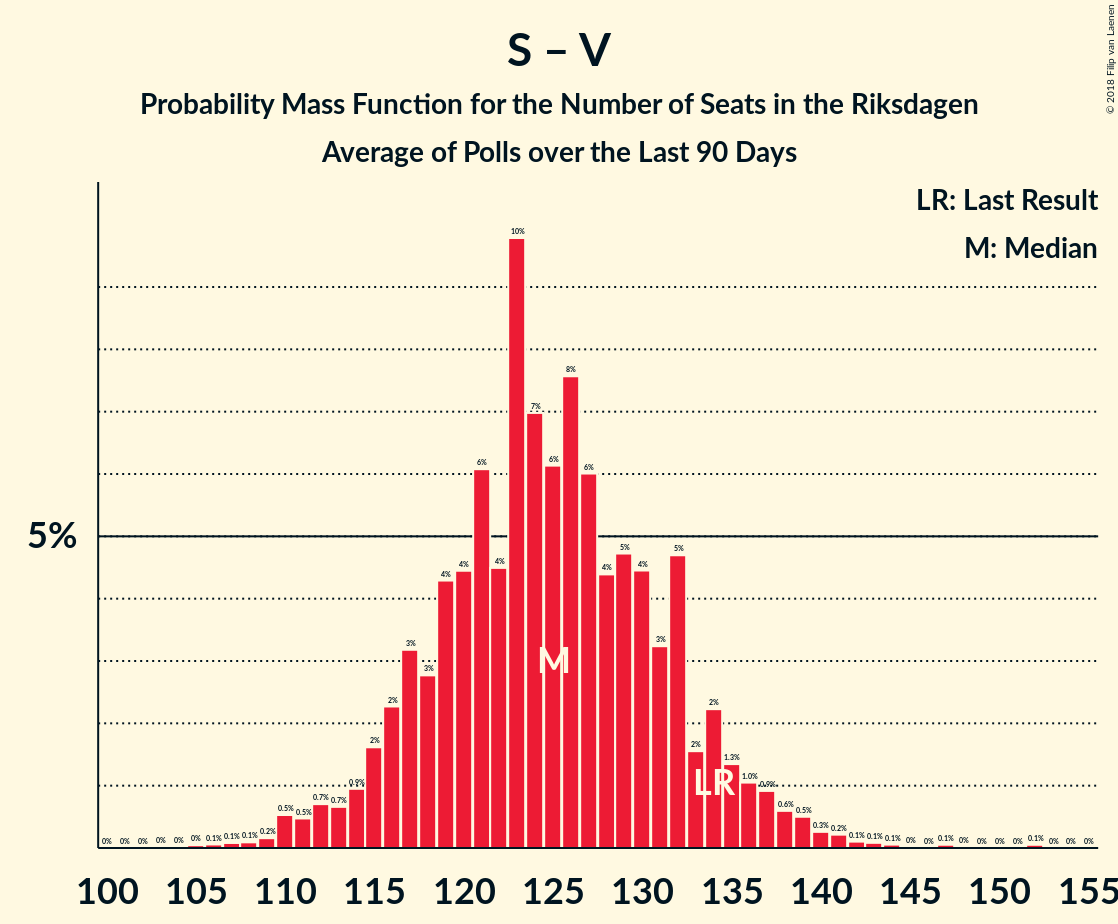 S – V
Probability Mass Function for the Number of Seats in the Riksdagen
Average of Polls over the Last 90 Days
© 2018 Filip van Laenen
LR: Last Result
M: Median
5%
0% 0% 0% 0% 0% 0% 0.1% 0.1% 0.1% 0.2% 0.5% 0.5% 0.7% 0.7% 0.9% 2% 2% 3% 3% 4% 4% 6% 4% 10% 7% 6% 8% 6% 4% 5% 4% 3% 5% 2% 2% 1.3% 1.0% 0.9% 0.6% 0.5% 0.3% 0.2% 0.1% 0.1% 0.1% 0% 0% 0.1% 0% 0% 0% 0% 0.1% 0% 0% 0%
M
LR
100 105 110 115 120 125 130 135 140 145 150 155